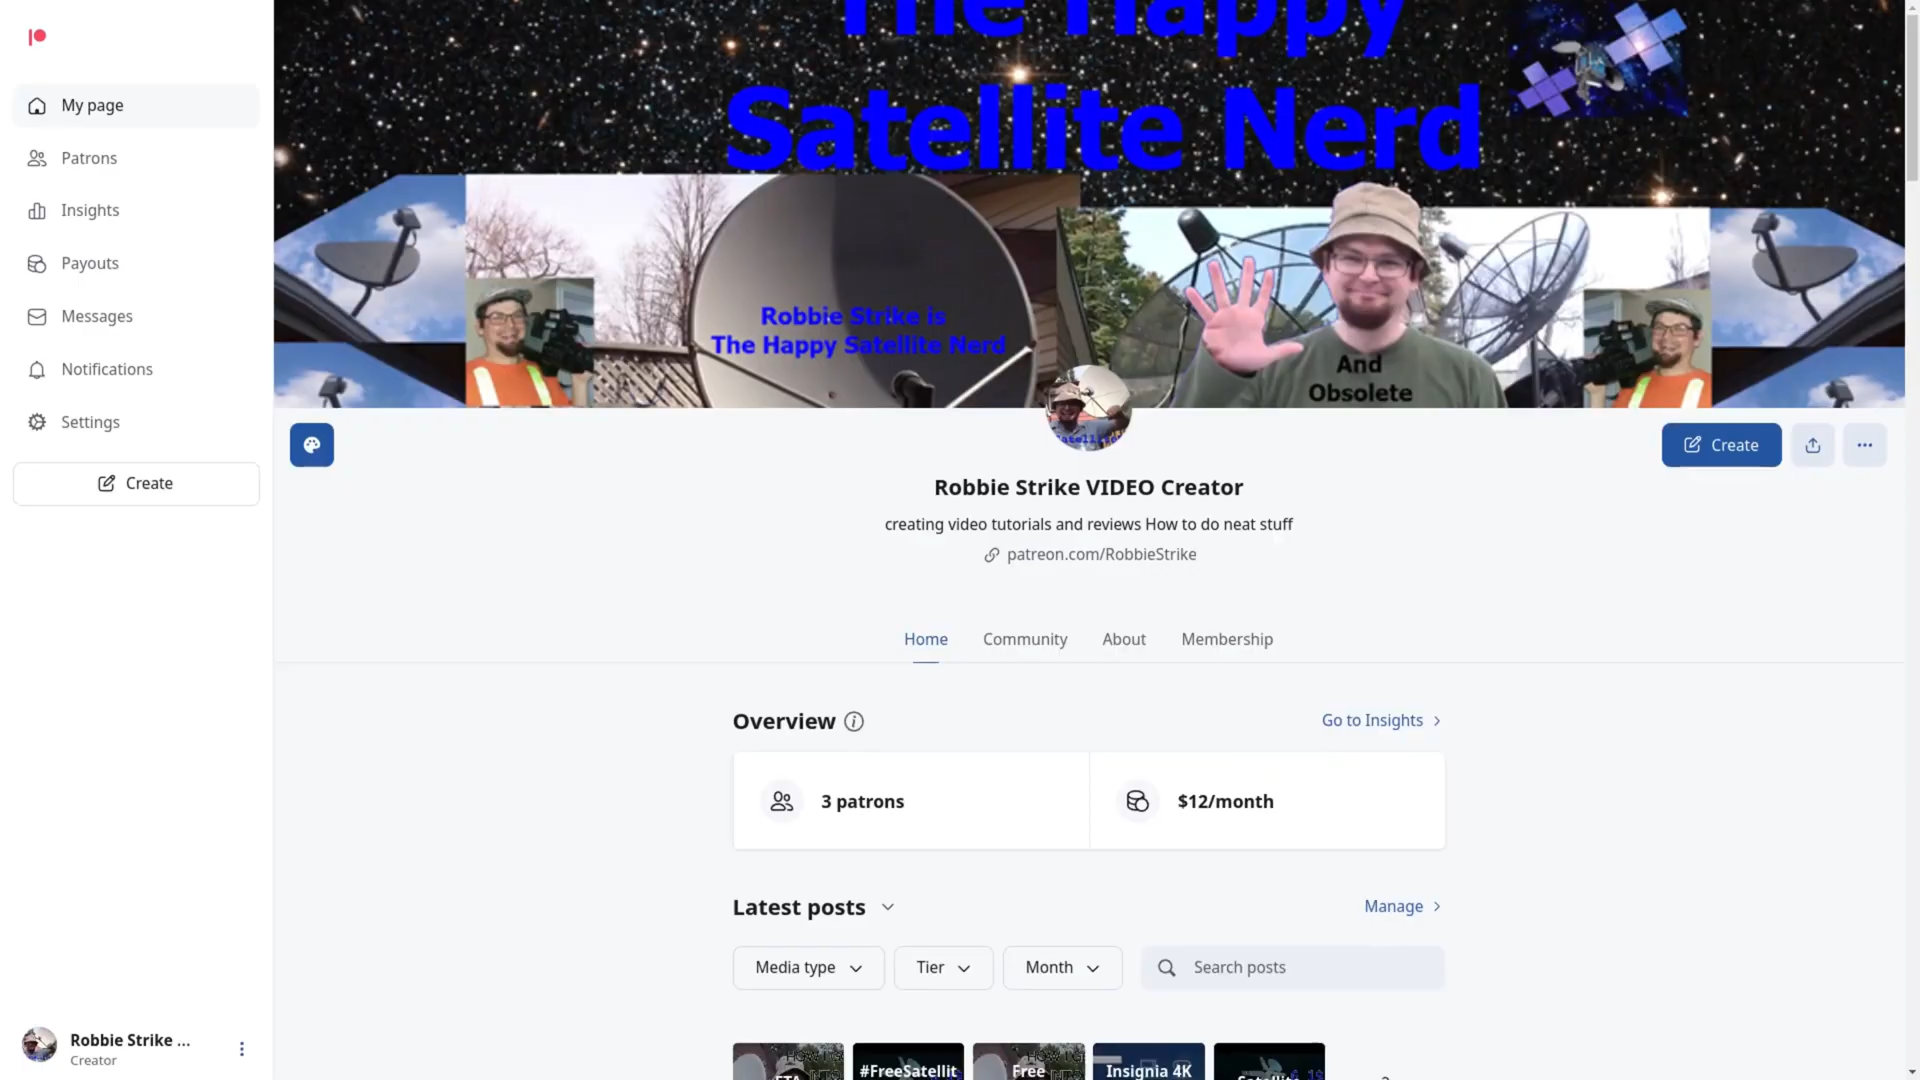 The Happy
Satellite Nerd
Robbie Strike is
The Happy Satellite Nerd
And
Obsolete
My page
Patrons
Insights
Payouts
Messages
Notifications
Settings
Create
Create
Robbie Strike VIDEO Creator
creating video tutorials and reviews How to do neat stuff
patreon.com/RobbieStrike
Home
Community
About
Membership
Overview
Go to Insights
3 patrons
$12/month
Latest posts
Manage
Media type
Tier
Month
Search posts
#FreeSatellit
Free
Insignia 4K
Satellite
Robbie Strike ...
Creator